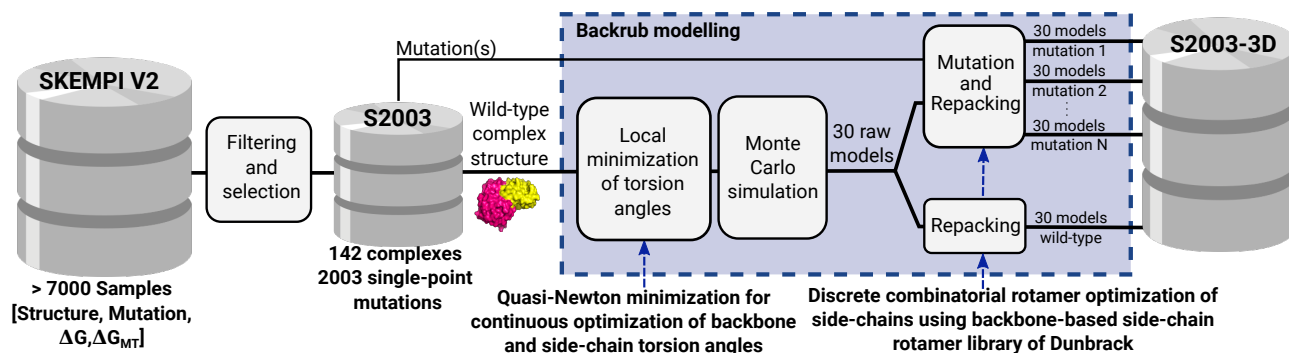 SKEMPI V2
> 7000 Samples
[Structure, Mutation,
ΔG,ΔG_MT]
Filtering
and
selection
S2003
142 complexes
2003 single-point
mutations
Mutation(s)
Wild-type
complex
structure
Backrub modelling
Local
minimization
of torsion
angles
Monte
Carlo
simulation
30 raw
models
Mutation
and
Repacking
Repacking
30 models
mutation 1
30 models
mutation 2
⋮
30 models
mutation N
30 models
wild-type
S2003-3D
Quasi-Newton minimization for
continuous optimization of backbone
and side-chain torsion angles
Discrete combinatorial rotamer optimization of
side-chains using backbone-based side-chain
rotamer library of Dunbrack